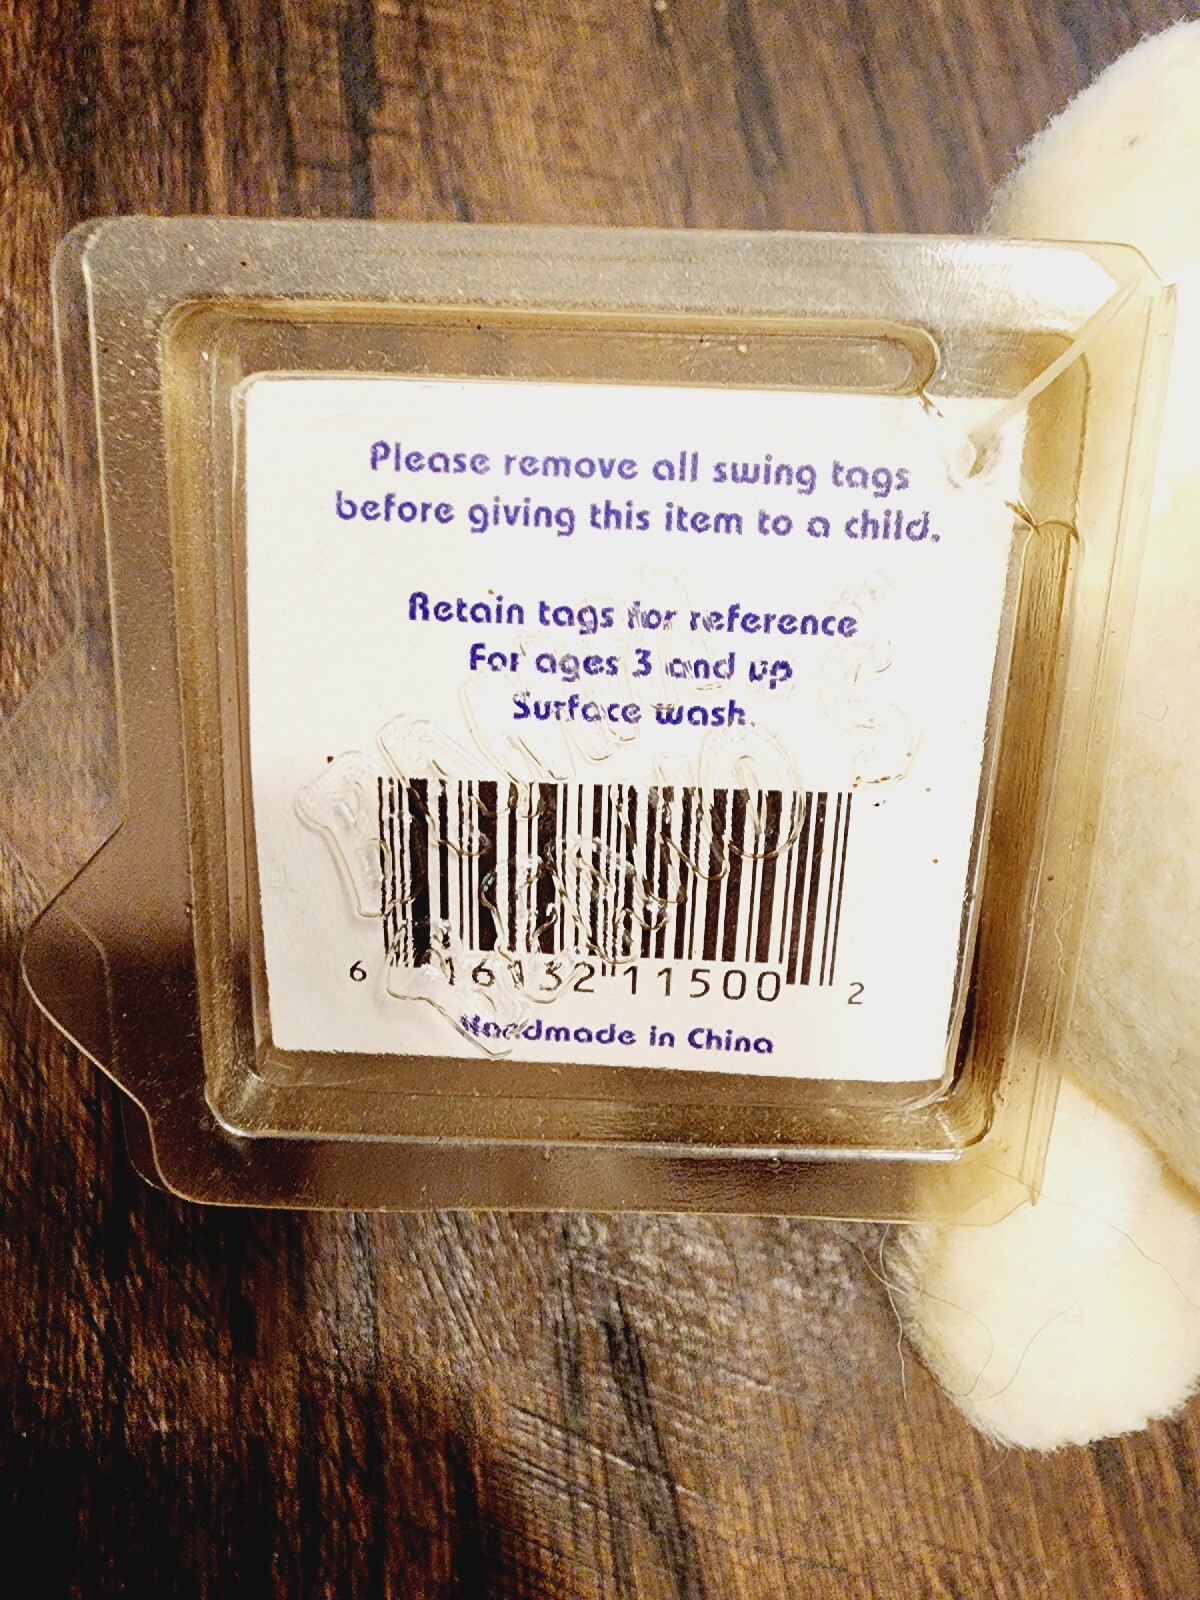 Please remove all swing tags
before giving this item to a child.
Retain tags for reference
For ages 3 and up
Surface wash.
6 16132 11500 2
Handmade in China